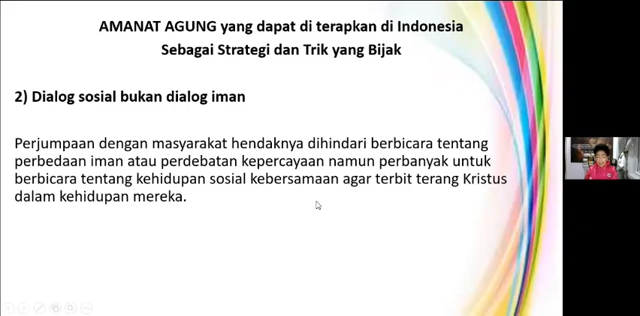 AMANAT AGUNG yang dapat di terapkan di Indonesia
Sebagai Strategi dan Trik yang Bijak
2) Dialog sosial bukan dialog iman
Perjumpaan dengan masyarakat hendaknya dihindari berbicara tentang
perbedaan iman atau perdebatan kepercayaan namun perbanyak untuk
berbicara tentang kehidupan sosial kebersamaan agar terbit terang Kristus
dalam kehidupan mereka.